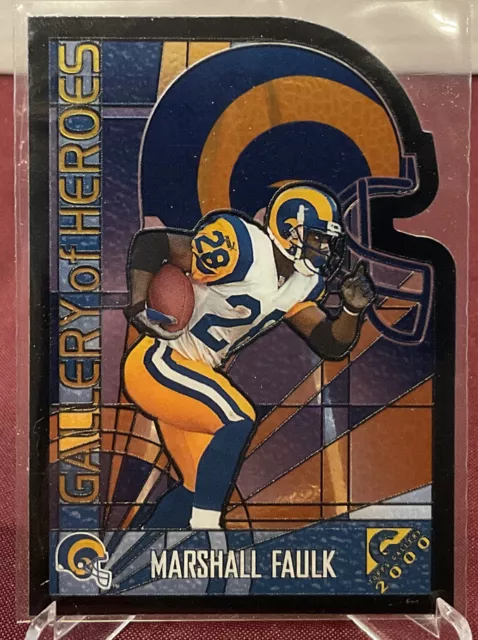 GALLERY of HEROES
28
28
MARSHALL FAULK
TOPPS GALLERY
2000